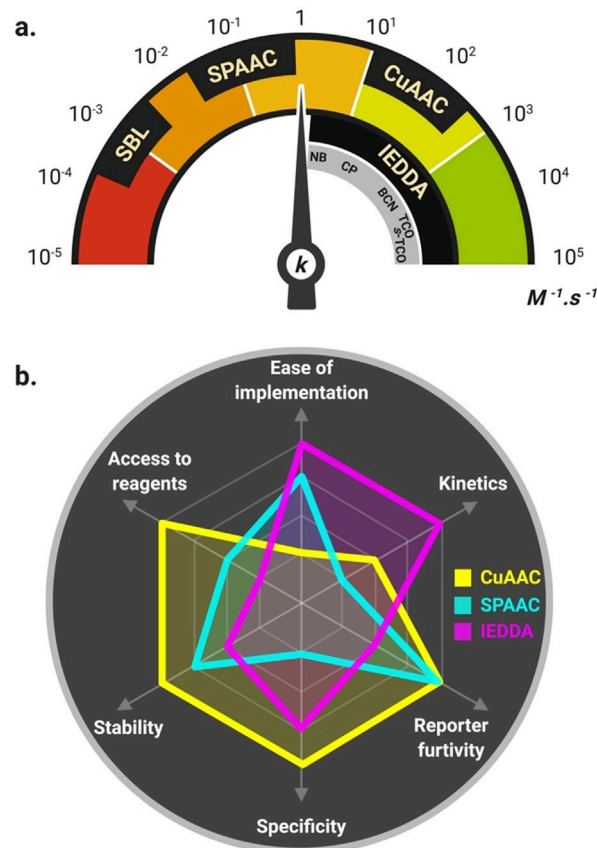 a.
10⁻⁵
10⁻⁴
10⁻³
10⁻²
10⁻¹
1
10¹
10²
10³
10⁴
10⁵
SBL
SPAAC
CuAAC
IEDDA
NB
CP
BCN
TCO
s-TCO
k
M⁻¹.s⁻¹
b.
Ease of
implementation
Access to
reagents
Kinetics
CuAAC
SPAAC
IEDDA
Stability
Reporter
furtivity
Specificity